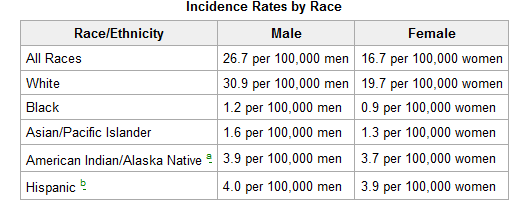 Incidence Rates by Race
Race/Ethnicity Male Female
All Races 26.7 per 100,000 men 16.7 per 100,000 women
White 30.9 per 100,000 men 19.7 per 100,000 women
Black 1.2 per 100,000 men 0.9 per 100,000 women
Asian/Pacific Islander 1.6 per 100,000 men 1.3 per 100,000 women
American Indian/Alaska Native a 3.9 per 100,000 men 3.7 per 100,000 women
Hispanic b 4.0 per 100,000 men 3.9 per 100,000 women